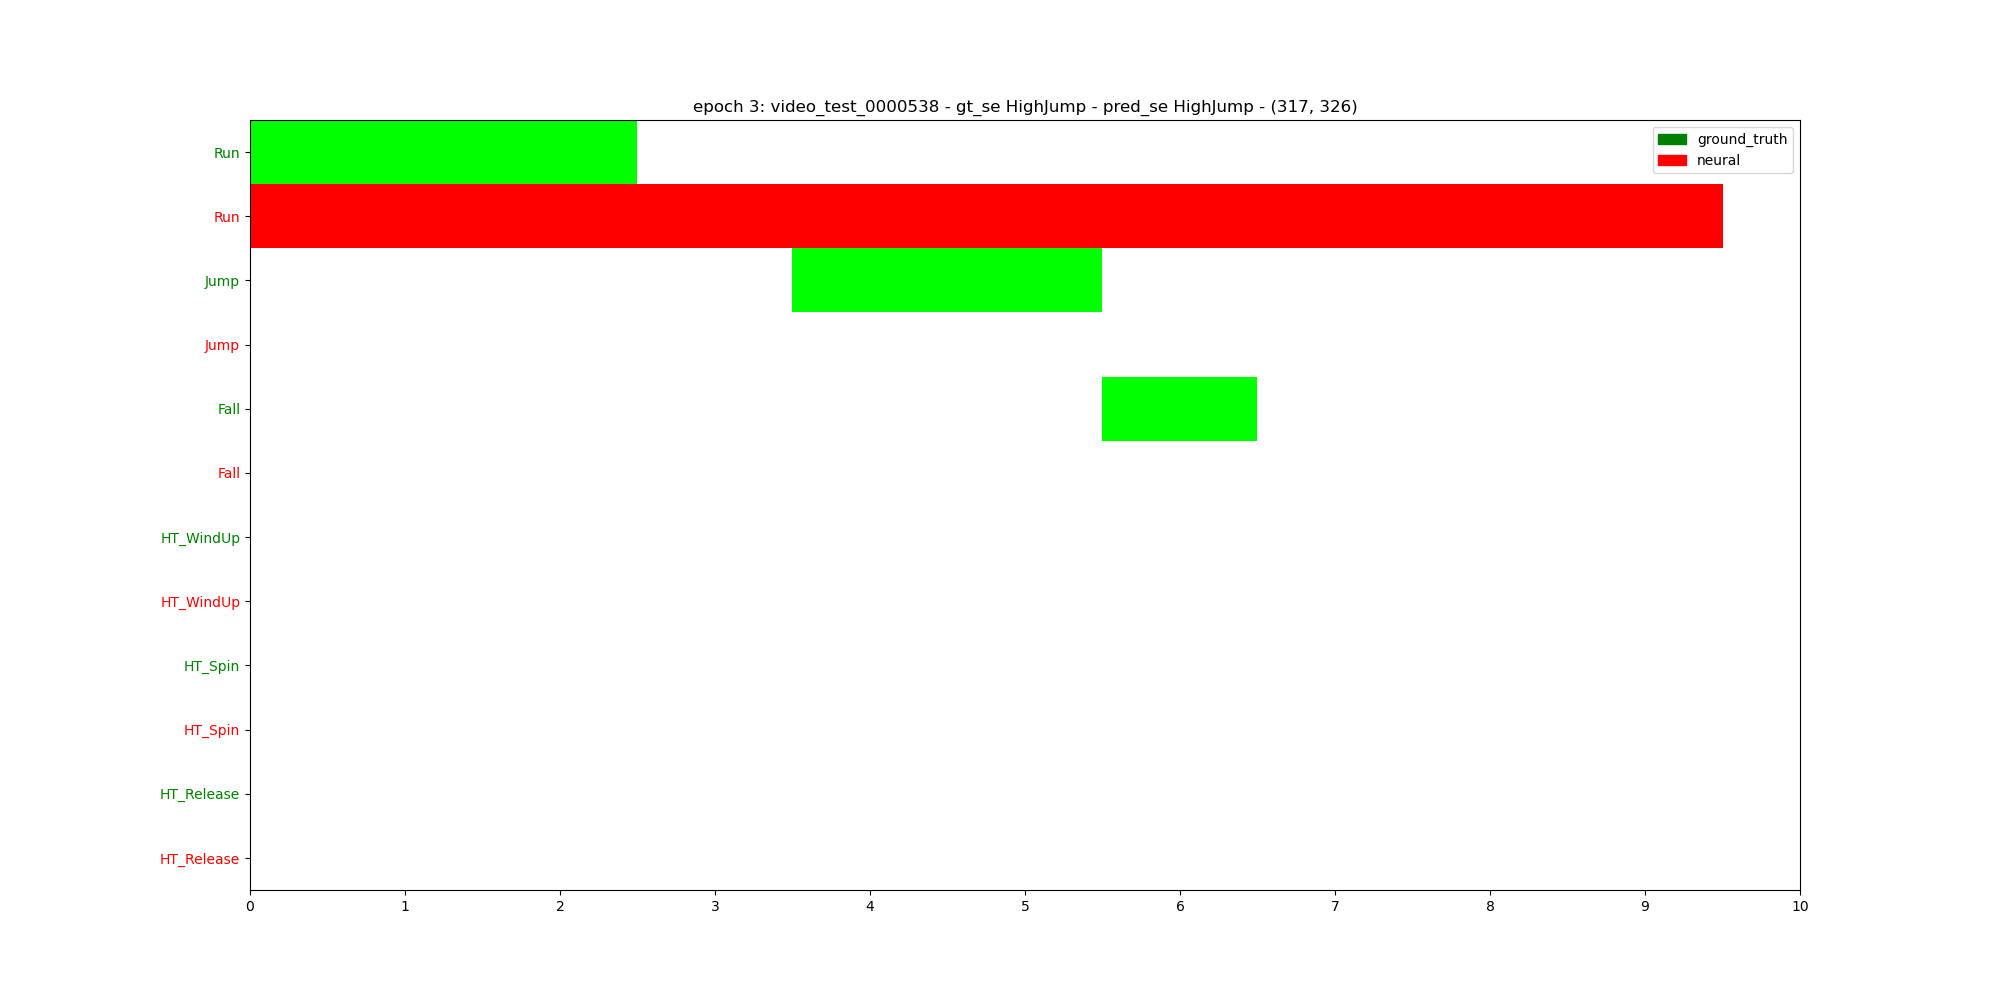 epoch 3: video_test_0000538 - gt_se HighJump - pred_se HighJump - (317, 326)
ground_truth
neural
Run
Run
Jump
Jump
Fall
Fall
HT_WindUp
HT_WindUp
HT_Spin
HT_Spin
HT_Release
HT_Release
0 1 2 3 4 5 6 7 8 9 10